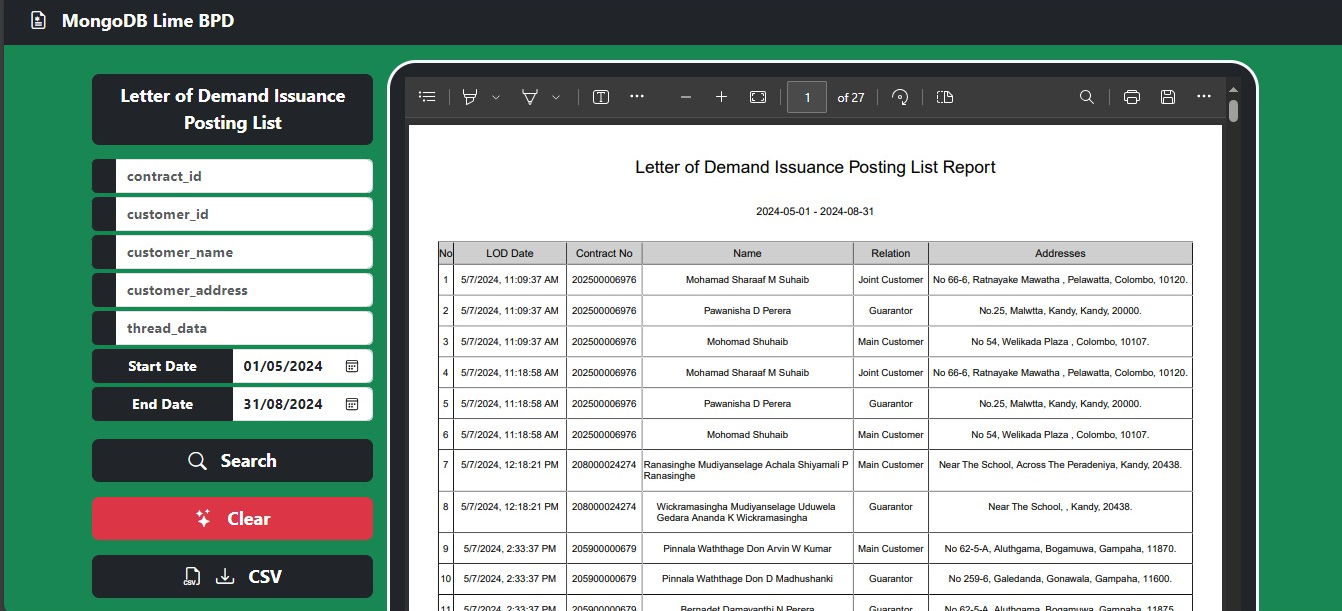 MongoDB Lime BPD
Letter of Demand Issuance
Posting List
contract_id
customer_id
customer_name
customer_address
thread_data
Start Date 01/05/2024
End Date 31/08/2024
Search
Clear
CSV CSV
1 of 27
Letter of Demand Issuance Posting List Report
2024-05-01 - 2024-08-31
No LOD Date Contract No Name Relation Addresses
1 5/7/2024, 11:09:37 AM 202500006976 Mohamad Sharaaf M Suhaib Joint Customer No 66-6, Ratnayake Mawatha , Pelawatta, Colombo, 10120.
2 5/7/2024, 11:09:37 AM 202500006976 Pawanisha D Perera Guarantor No.25, Malwtta, Kandy, Kandy, 20000.
3 5/7/2024, 11:09:37 AM 202500006976 Mohomad Shuhaib Main Customer No 54, Welikada Plaza , Colombo, 10107.
4 5/7/2024, 11:18:58 AM 202500006976 Mohamad Sharaaf M Suhaib Joint Customer No 66-6, Ratnayake Mawatha , Pelawatta, Colombo, 10120.
5 5/7/2024, 11:18:58 AM 202500006976 Pawanisha D Perera Guarantor No.25, Malwtta, Kandy, Kandy, 20000.
6 5/7/2024, 11:18:58 AM 202500006976 Mohomad Shuhaib Main Customer No 54, Welikada Plaza , Colombo, 10107.
7 5/7/2024, 12:18:21 PM 208000024274 Ranasinghe Mudiyanselage Achala Shiyamali P Main Customer Near The School, Across The Peradeniya, Kandy, 20438.
Ranasinghe
8 5/7/2024, 12:18:21 PM 208000024274 Wickramasingha Mudiyanselage Uduwela Guarantor Near The School, , Kandy, 20438.
Gedara Ananda K Wickramasingha
9 5/7/2024, 2:33:37 PM 205900000679 Pinnala Waththage Don Arvin W Kumar Main Customer No 62-5-A, Aluthgama, Bogamuwa, Gampaha, 11870.
10 5/7/2024, 2:33:37 PM 205900000679 Pinnala Waththage Don D Madhushanki Guarantor No 259-6, Galedanda, Gonawala, Gampaha, 11600.
11 5/7/2024, 2:33:37 PM 205900000679 Bernadet Damayanthi N Perera Guarantor No 62-5-A, Aluthgama, Bogamuwa, Gampaha, 11875.